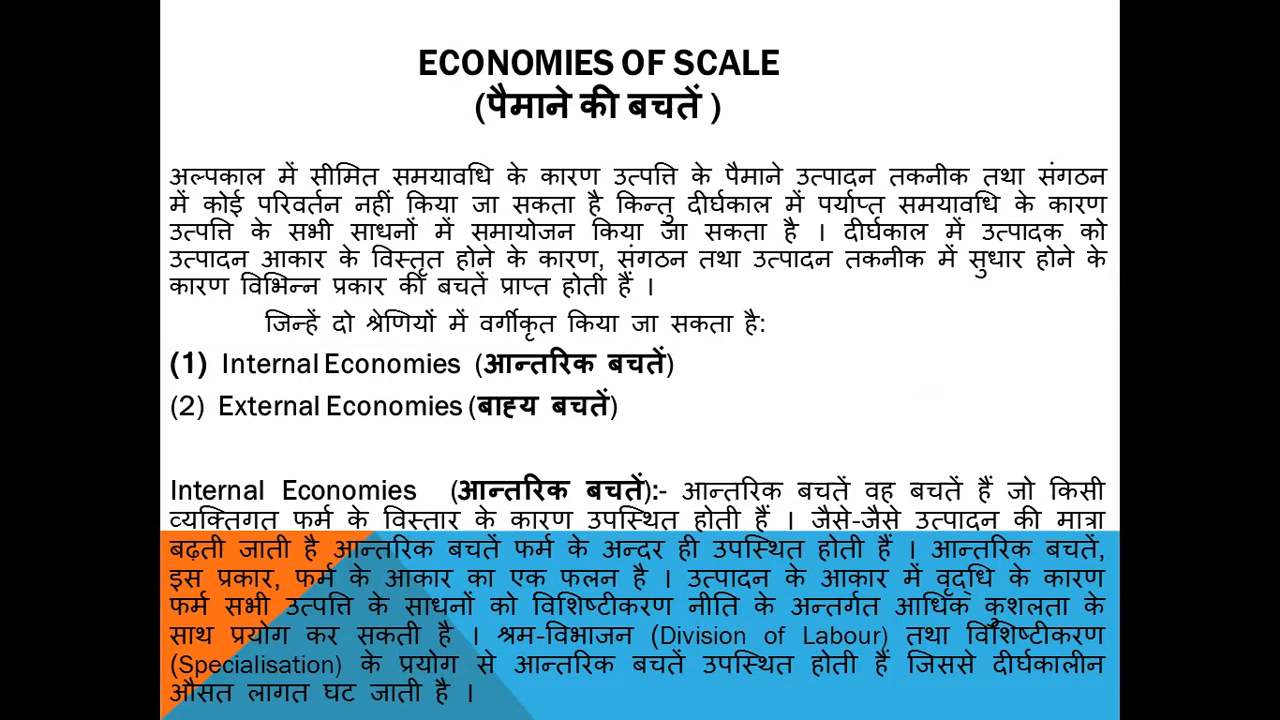 ECONOMIES OF SCALE
(पैमाने की बचतें )
अल्पकाल में सीमित समयावधि के कारण उत्पत्ति के पैमाने उत्पादन तकनीक तथा संगठन
में कोई परिवर्तन नहीं किया जा सकता है किन्तु दीर्घकाल में पर्याप्त समयावधि के कारण
उत्पत्ति के सभी साधनों में समायोजन किया जा सकता है । दीर्घकाल में उत्पादक को
उत्पादन आकार के विस्तृत होने के कारण, संगठन तथा उत्पादन तकनीक में सुधार होने के
कारण विभिन्न प्रकार की बचतें प्राप्त होती हैं ।
जिन्हें दो श्रेणियों में वर्गीकृत किया जा सकता है:
(1) Internal Economies (आन्तरिक बचतें)
(2) External Economies (बाह्य बचतें)
Internal Economies (आन्तरिक बचतें):- आन्तरिक बचतें वह बचतें हैं जो किसी
व्यक्तिगत फर्म के विस्तार के कारण उपस्थित होती हैं । जैसे-जैसे उत्पादन की मात्रा
बढ़ती जाती है आन्तरिक बचतें फर्म के अन्दर ही उपस्थित होती हैं । आन्तरिक बचतें,
इस प्रकार, फर्म के आकार का एक फलन है । उत्पादन के आकार में वृद्धि के कारण
फर्म सभी उत्पत्ति के साधनों को विशिष्टीकरण नीति के अन्तर्गत आधिक कुशलता के
साथ प्रयोग कर सकती है । श्रम-विभाजन (Division of Labour) तथा विशिष्टीकरण
(Specialisation) के प्रयोग से आन्तरिक बचतें उपस्थित होती हैं जिससे दीर्घकालीन
औसत लागत घट जाती है ।